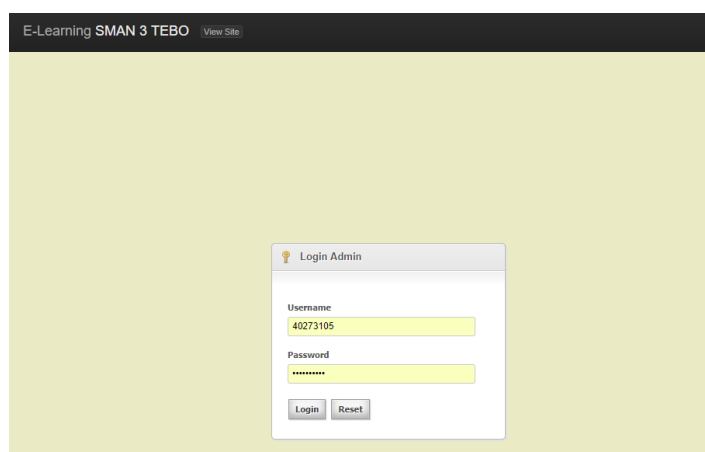 E-Learning SMAN 3 TEBO View Site
Login Admin
Username
40273105
Password
••••••••••
Login Reset